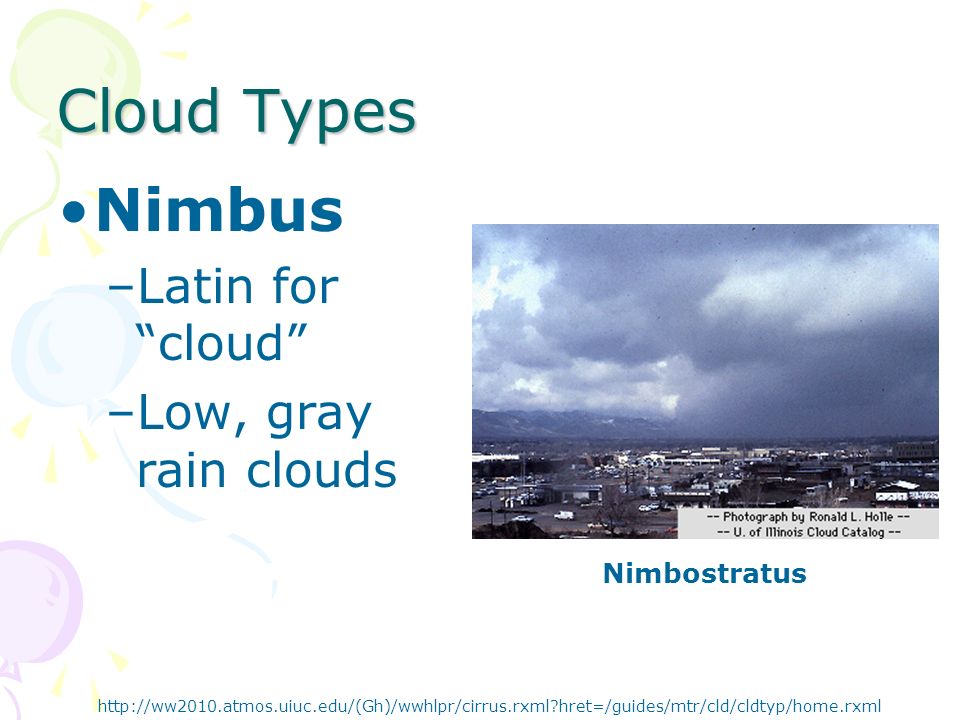 Cloud Types
•Nimbus
–Latin for
“cloud”
–Low, gray
rain clouds
-- Photograph by Ronald L. Holle --
-- U. of Illinois Cloud Catalog --
Nimbostratus
http://ww2010.atmos.uiuc.edu/(Gh)/wwhlpr/cirrus.rxml?hret=/guides/mtr/cld/cldtyp/home.rxml